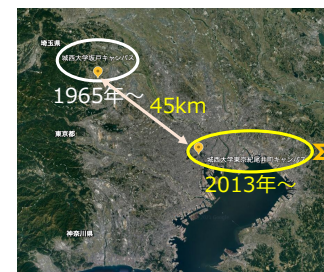 埼玉県
城西大学坂戸キャンパス
1965年～
45km
東京都
城西大学東京紀尾井町キャンパス
2013年～
神奈川県